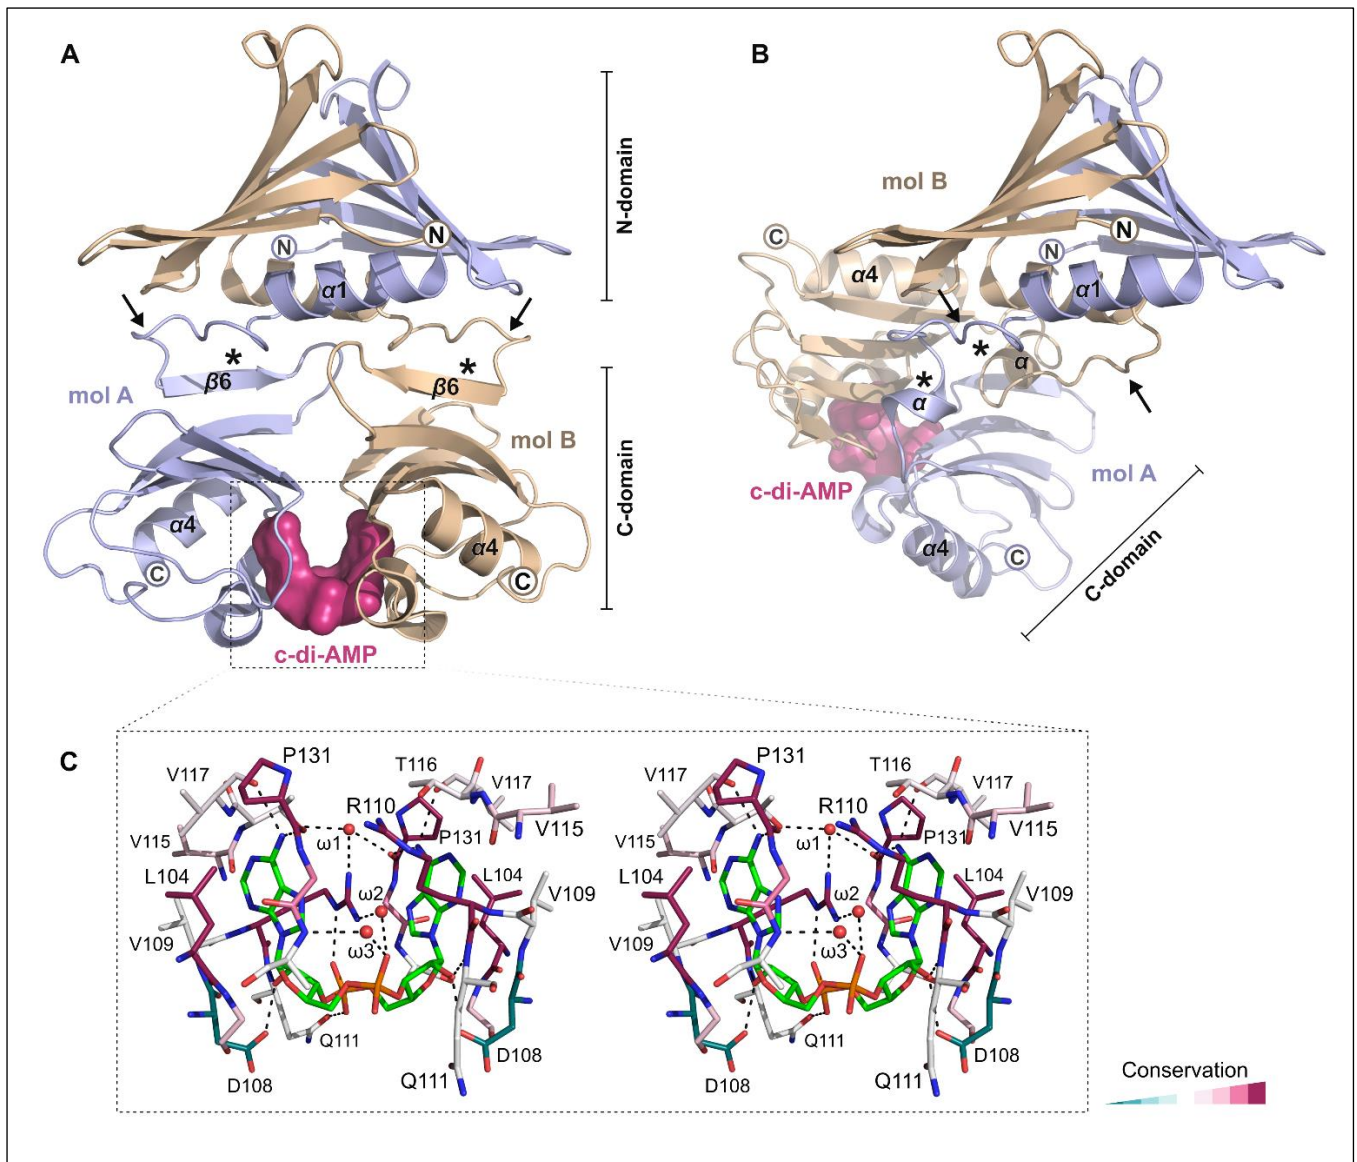 A
N
N
α1
N-domain
*
*
β6
β6
mol A
mol B
C-domain
α4
α4
C
C
c-di-AMP
B
mol B
C
α4
N
N
α1
*
α
*
α
c-di-AMP
mol A
α4
C
C-domain
C
P131
V117
T116
V117
R110
V115
V115
ω1
P131
L104
L104
V109
ω2
V109
ω3
Q111
D108
D108
Q111
P131
V117
T116
V117
R110
V115
V115
ω1
P131
L104
L104
V109
ω2
V109
ω3
Q111
D108
D108
Q111
Conservation